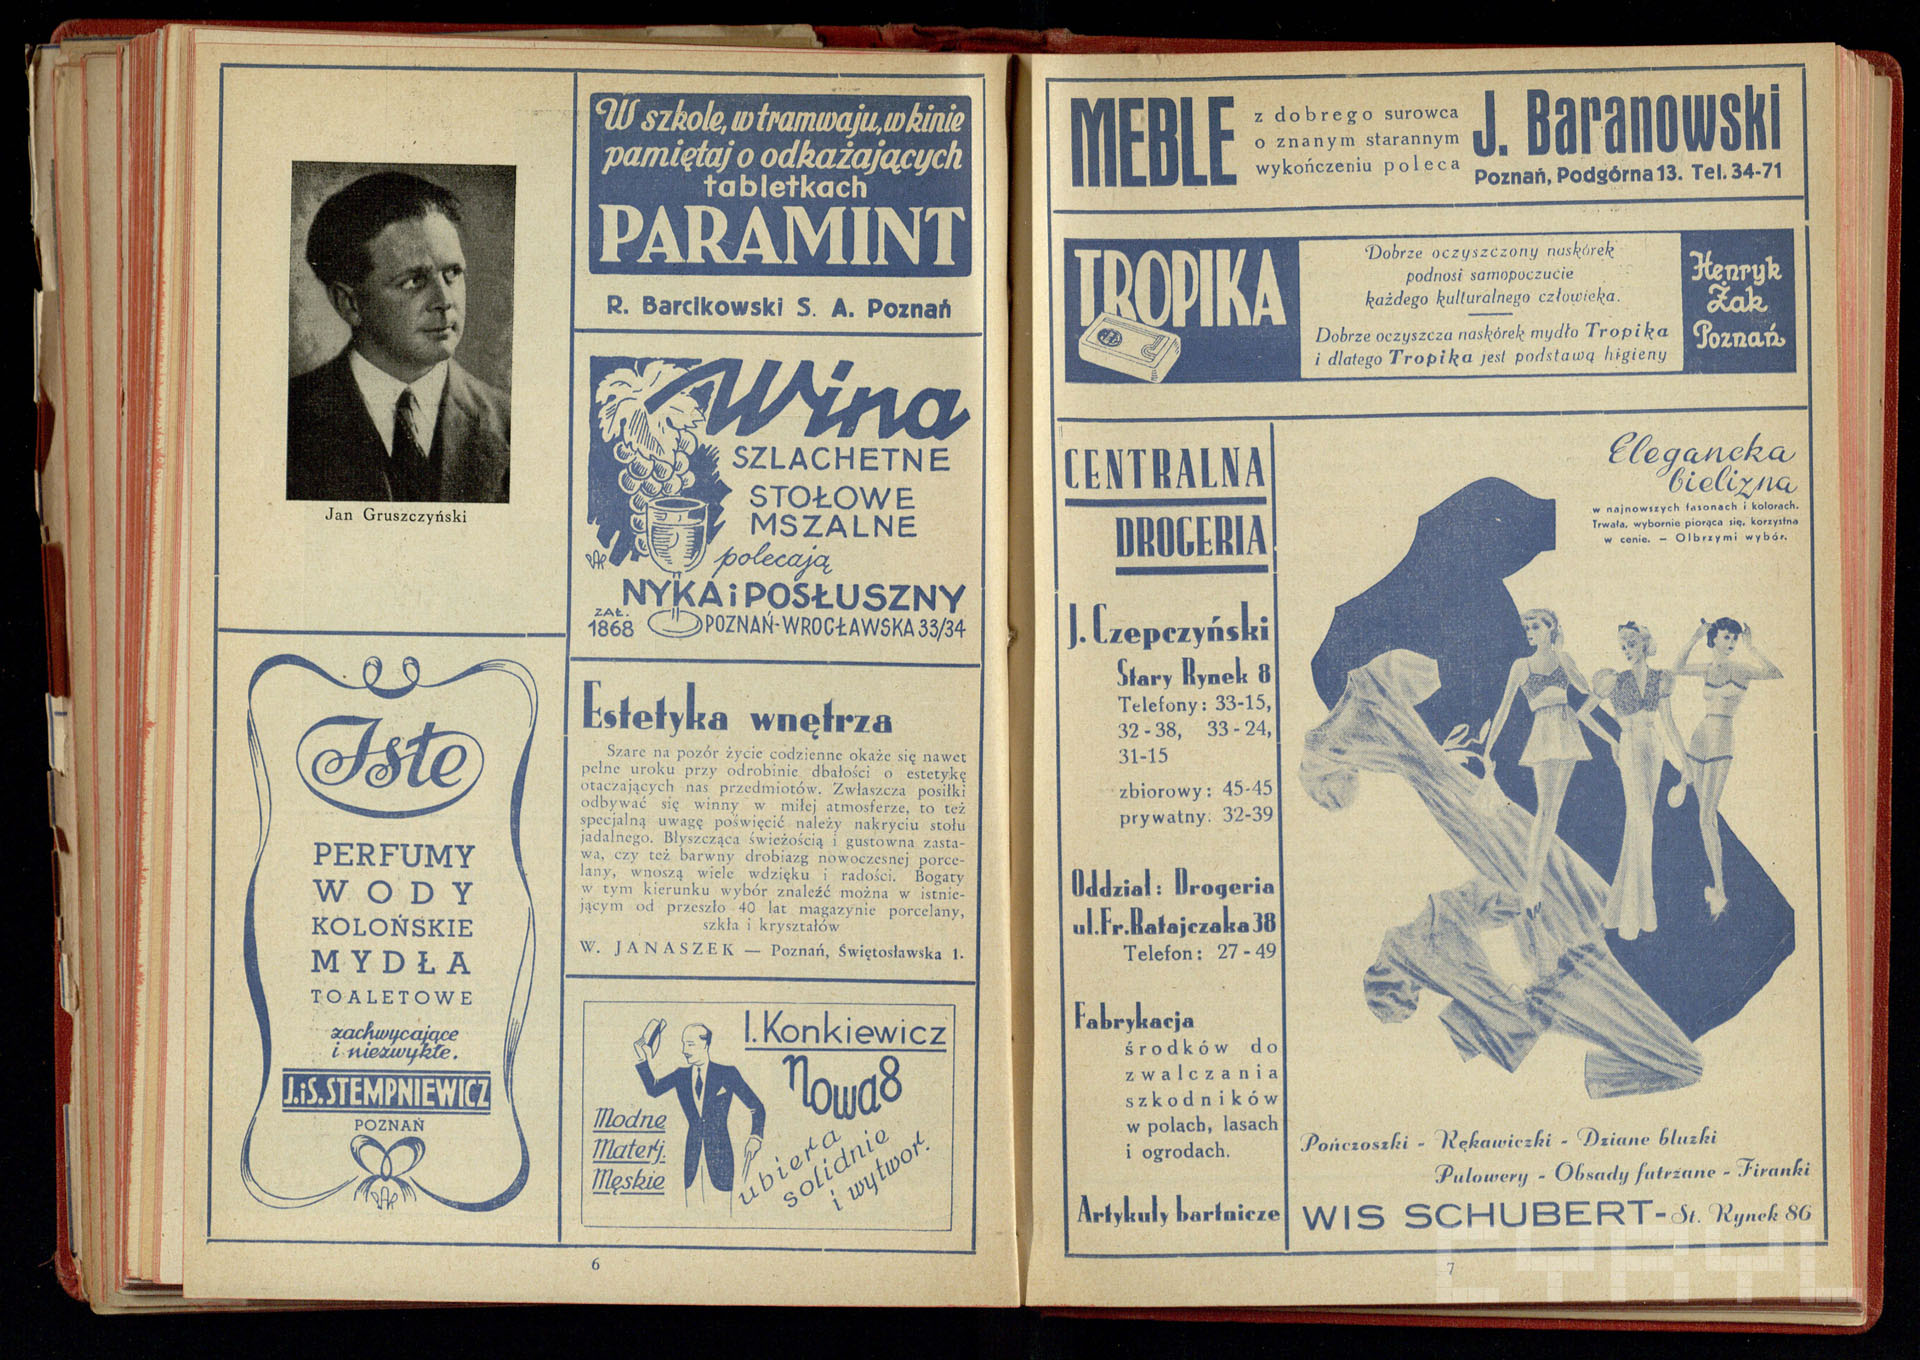 Jan Gruszczyński
Iste
PERFUMY
WODY
KOLOŃSKIE
MYDŁA
TOALETOWE
zachwycające
i niezwykłe.
J. i S. STEMPNIEWICZ
POZNAŃ
W szkole, w tramwaju, w kinie
pamiętaj o odkażających
tabletkach
PARAMINT
R. Barcikowski S. A. Poznań
Wina
SZLACHETNE
STOŁOWE
MSZALNE
polecają
NYKA i POSŁUSZNY
ZAŁ.
1868
POZNAŃ-WROCŁAWSKA 33/34
Estetyka wnętrza
Szare na pozór życie codzienne okaże się nawet
pełne uroku przy odrobinie dbałości o estetykę
otaczających nas przedmiotów. Zwłaszcza posiłki
odbywać się winny w miłej atmosferze, to też
specjalną uwagę poświęcić należy nakryciu stołu
jadalnego. Błyszcząca świeżością i gustowna zasta-
wa, czy też barwny drobiazg nowoczesnej porce-
lany, wnoszą wiele wdzięku i radości. Bogaty
w tym kierunku wybór znaleźć można w istnie-
jącym od przeszło 40 lat magazynie porcelany,
szkła i kryształów
W. JANASZEK — Poznań, Świętosławska 1.
I. Konkiewicz
Nowa 8
Modne
Materj.
Męskie
ubiera
solidnie
i wytwor.
6
MEBLE
z dobrego surowca
o znanym starannym
wykończeniu poleca
J. Baranowski
Poznań, Podgórna 13. Tel. 34-71
TROPIKA
Dobrze oczyszczony naskórek
podnosi samopoczucie
każdego kulturalnego człowieka.
Dobrze oczyszcza naskórek mydło Tropika
i dlatego Tropika jest podstawą higieny
Henryk
Żak
Poznań
CENTRALNA
DROGERIA
J. Czepczyński
Stary Rynek 8
Telefony: 33-15,
32-38, 33-24,
31-15
zbiorowy: 45-45
prywatny: 32-39
Oddział: Drogeria
ul. Fr. Ratajczaka 38
Telefon: 27-49
Fabrykacja
środków do
zwalczania
szkodników
w polach, lasach
i ogrodach.
Artykuły bartnicze
Elegancka
bielizna
w najnowszych fasonach i kolorach.
Trwała, wybornie piorąca się, korzystna
w cenie. – Olbrzymi wybór.
Pończoszki - Rękawiczki - Dziane bluzki
Pulowery - Obsady futrzane - Firanki
WIS SCHUBERT - St. Rynek 86
7
CYRYL